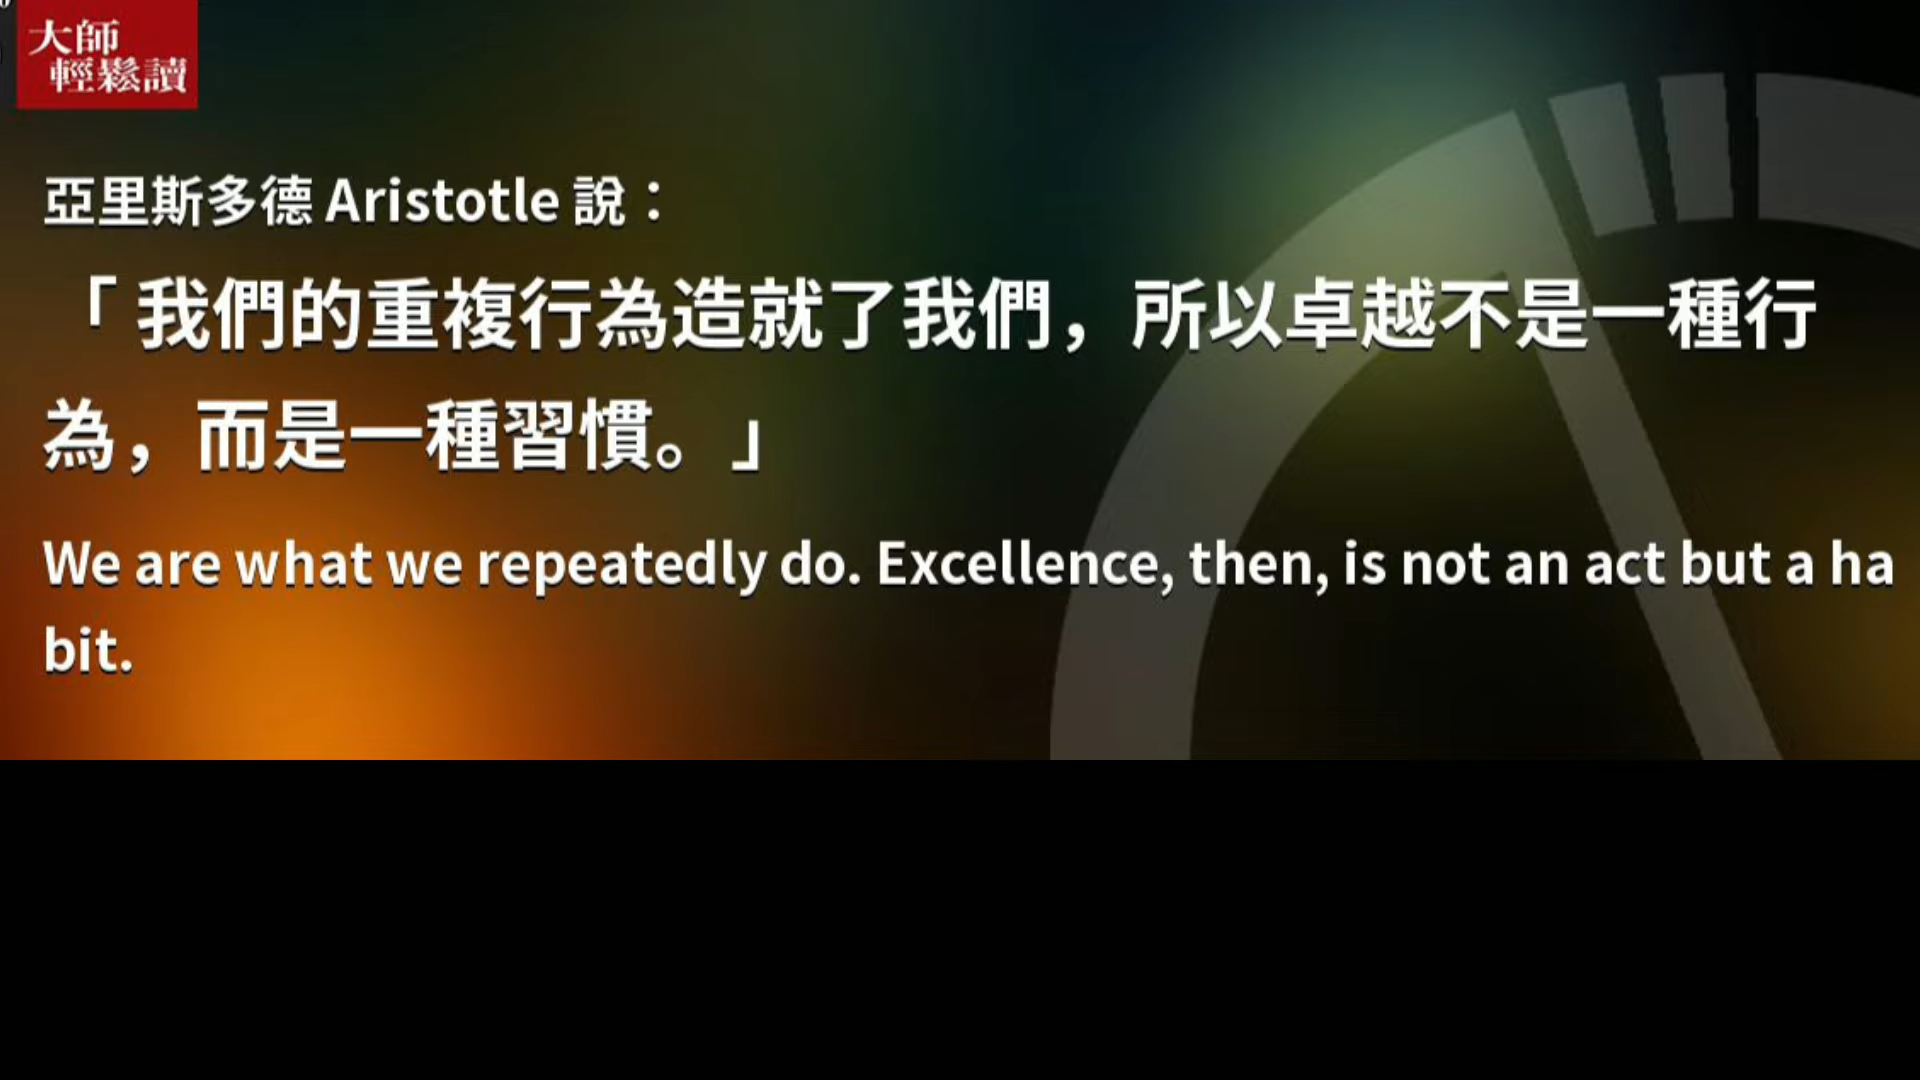 大師
輕鬆讀
亞里斯多德 Aristotle 說：
「 我們的重複行為造就了我們，所以卓越不是一種行
為，而是一種習慣。」
We are what we repeatedly do. Excellence, then, is not an act but a ha
bit.